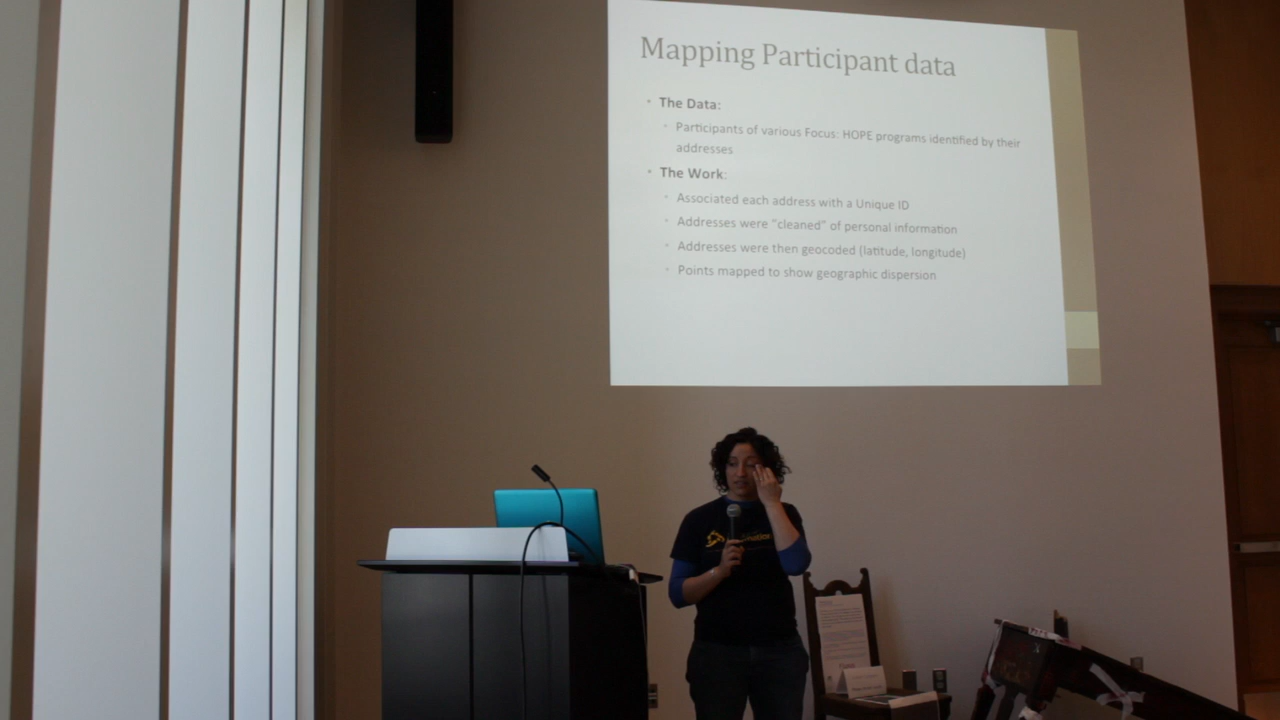 Mapping Participant data
• The Data:
• Participants of various Focus: HOPE programs identified by their
addresses
• The Work:
• Associated each address with a Unique ID
• Addresses were "cleaned" of personal information
• Addresses were then geocoded (latitude, longitude)
• Points mapped to show geographic dispersion